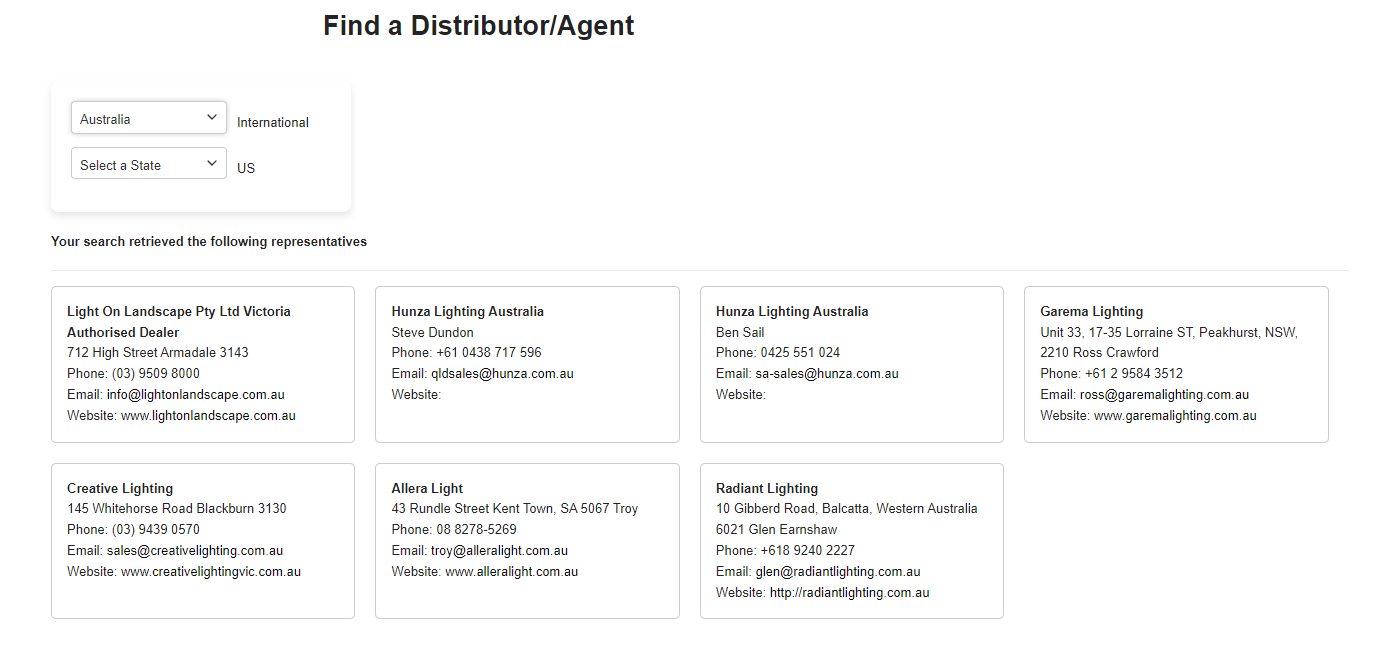 Find a Distributor/Agent
Australia
International
Select a State
US
Your search retrieved the following representatives
Light On Landscape Pty Ltd Victoria
Authorised Dealer
712 High Street Armadale 3143
Phone: (03) 9509 8000
Email: info@lightonlandscape.com.au
Website: www.lightonlandscape.com.au
Hunza Lighting Australia
Steve Dundon
Phone: +61 0438 717 596
Email: qldsales@hunza.com.au
Website:
Hunza Lighting Australia
Ben Sail
Phone: 0425 551 024
Email: sa-sales@hunza.com.au
Website:
Garema Lighting
Unit 33, 17-35 Lorraine ST, Peakhurst, NSW,
2210 Ross Crawford
Phone: +61 2 9584 3512
Email: ross@garemalighting.com.au
Website: www.garemalighting.com.au
Creative Lighting
145 Whitehorse Road Blackburn 3130
Phone: (03) 9439 0570
Email: sales@creativelighting.com.au
Website: www.creativelightingvic.com.au
Allera Light
43 Rundle Street Kent Town, SA 5067 Troy
Phone: 08 8278-5269
Email: troy@alleralight.com.au
Website: www.alleralight.com.au
Radiant Lighting
10 Gibberd Road, Balcatta, Western Australia
6021 Glen Earnshaw
Phone: +618 9240 2227
Email: glen@radiantlighting.com.au
Website: http://radiantlighting.com.au